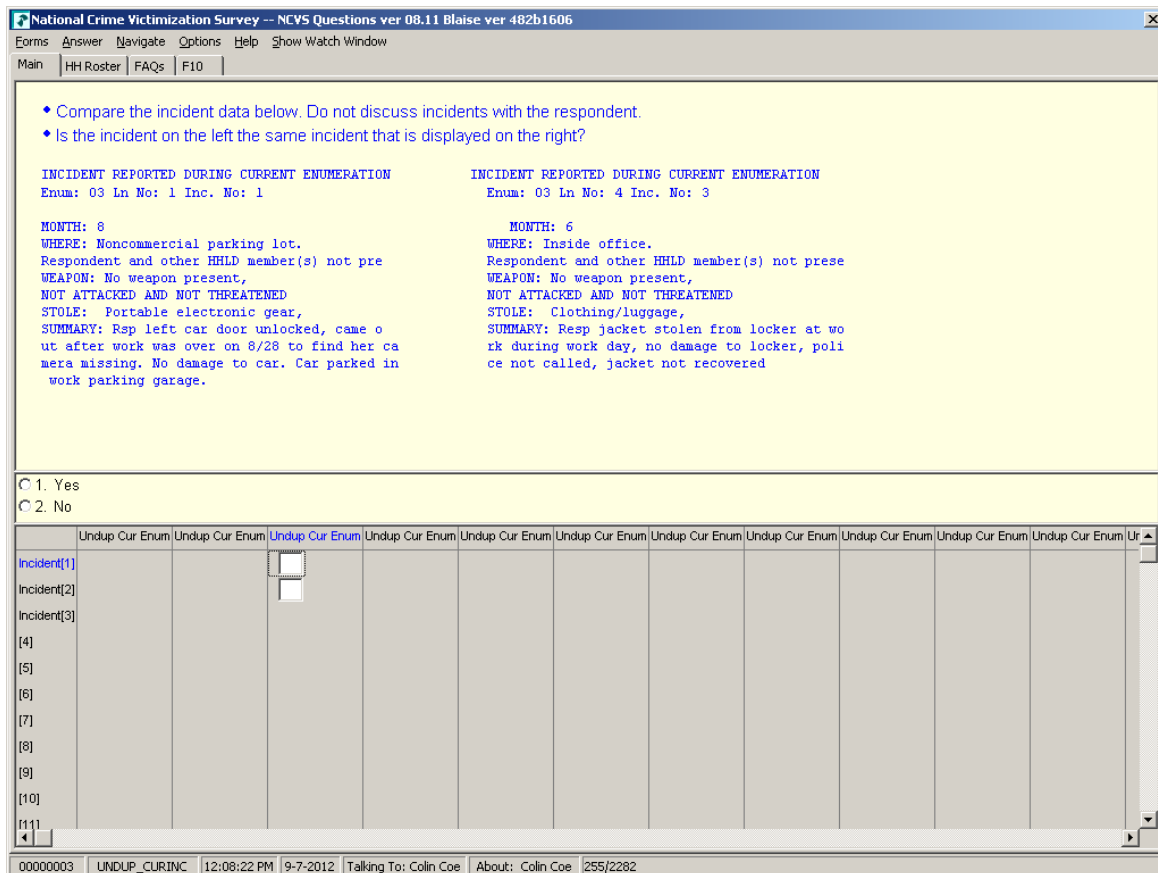 National Crime Victimization Survey -- NCVS Questions ver 08.11 Blaise ver 482b1606
Forms Answer Navigate Options Help Show Watch Window
Main HH Roster FAQs F10
Compare the incident data below. Do not discuss incidents with the respondent.
Is the incident on the left the same incident that is displayed on the right?
INCIDENT REPORTED DURING CURRENT ENUMERATION
Enum: 03 Ln No: 1 Inc. No: 1
MONTH: 8
WHERE: Noncommercial parking lot.
Respondent and other HHLD member(s) not pre
WEAPON: No weapon present,
NOT ATTACKED AND NOT THREATENED
STOLE: Portable electronic gear,
SUMMARY: Rsp left car door unlocked, came o
ut after work was over on 8/28 to find her ca
mera missing. No damage to car. Car parked in
work parking garage.
INCIDENT REPORTED DURING CURRENT ENUMERATION
Enum: 03 Ln No: 4 Inc. No: 3
MONTH: 6
WHERE: Inside office.
Respondent and other HHLD member(s) not prese
WEAPON: No weapon present,
NOT ATTACKED AND NOT THREATENED
STOLE: Clothing/luggage,
SUMMARY: Resp jacket stolen from locker at wo
rk during work day, no damage to locker, poli
ce not called, jacket not recovered
1. Yes
2. No
Undup Cur Enum Undup Cur Enum Undup Cur Enum Undup Cur Enum Undup Cur Enum Undup Cur Enum Undup Cur Enum Undup Cur Enum Undup Cur Enum Undup Cur Enum Undup Cur Enum Ur
Incident[1]
Incident[2]
Incident[3]
[4]
[5]
[6]
[7]
[8]
[9]
[10]
[11]
00000003 UNDUP_CURINC 12:08:22 PM 9-7-2012 Talking To: Colin Coe About: Colin Coe 255/2282